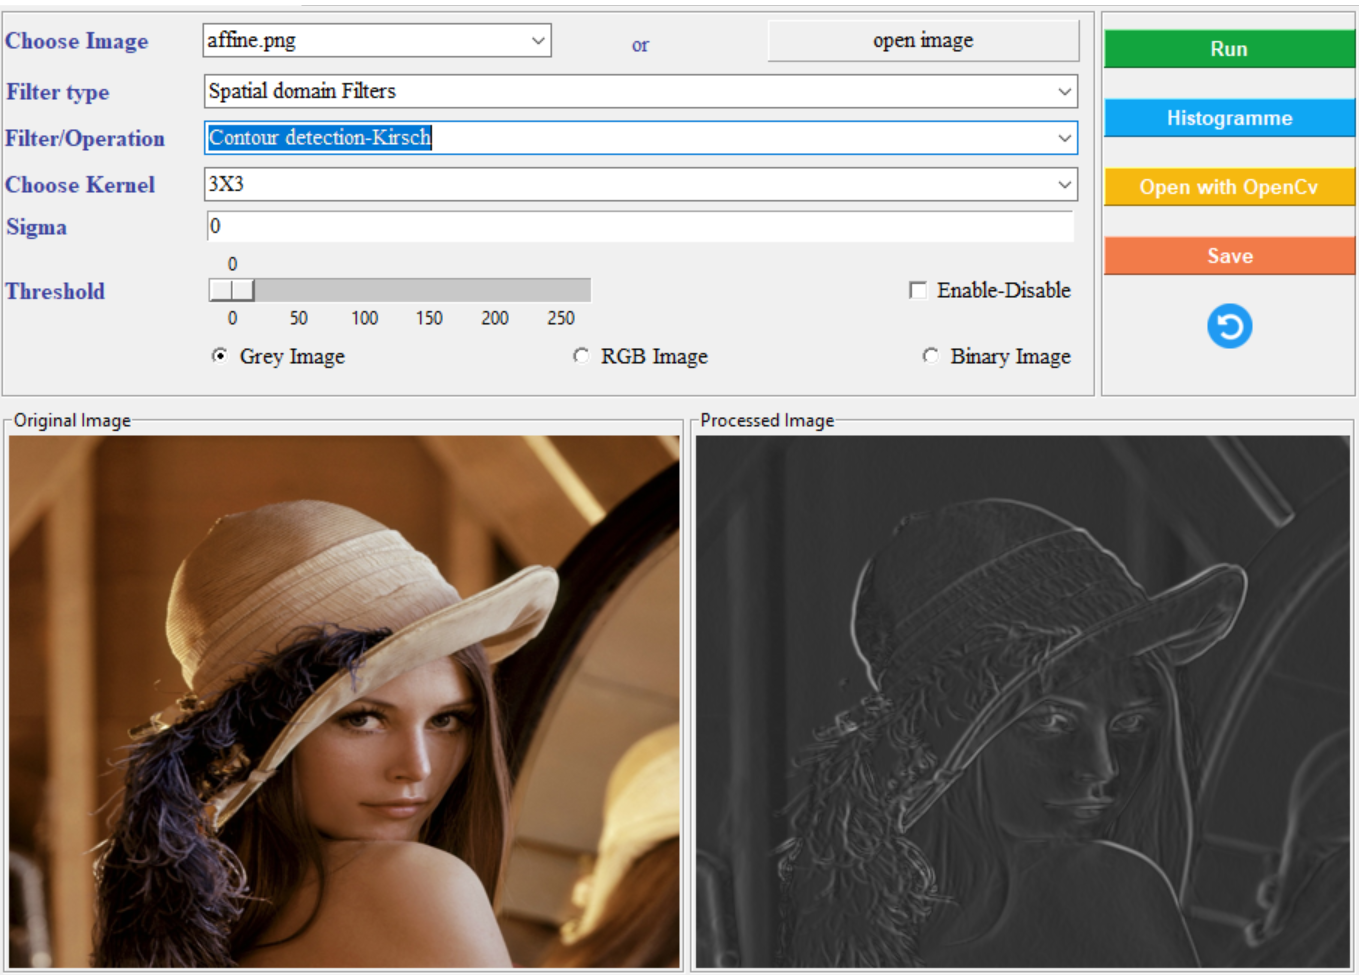 Choose Image affine.png or open image
Filter type Spatial domain Filters
Filter/Operation Contour detection-Kirsch
Choose Kernel 3X3
Sigma 0
0
Threshold Enable-Disable
0 50 100 150 200 250
Grey Image RGB Image Binary Image
Run
Histogramme
Open with OpenCv
Save
Original Image
Processed Image